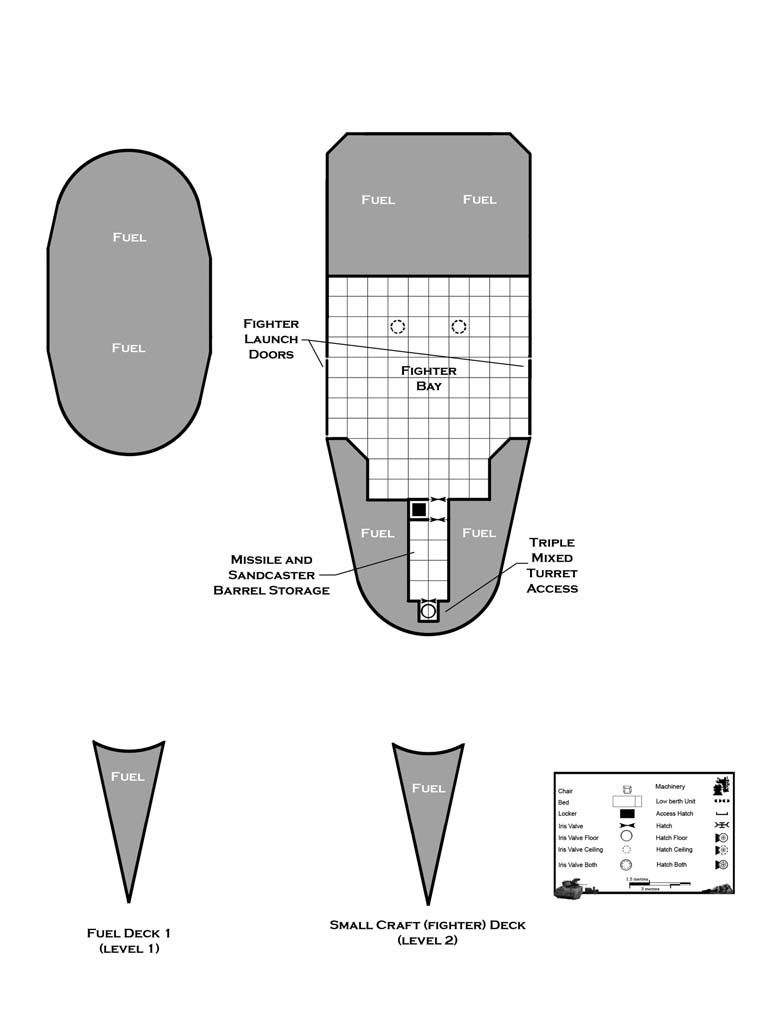 Fuel
Fuel
Fuel Fuel
Fighter
Launch
Doors
Fighter
Bay
Fuel Fuel
Missile and
Sandcaster
Barrel Storage
Triple
Mixed
Turret
Access
Fuel
Fuel
Fuel Deck 1
(level 1)
Small Craft (fighter) Deck
(level 2)
Chair
Bed
Locker
Iris Valve
Iris Valve Floor
Iris Valve Ceiling
Iris Valve Both
Machinery
Low berth Unit
Access Hatch
Hatch
Hatch Floor
Hatch Ceiling
Hatch Both
1.5 metres
3 metres